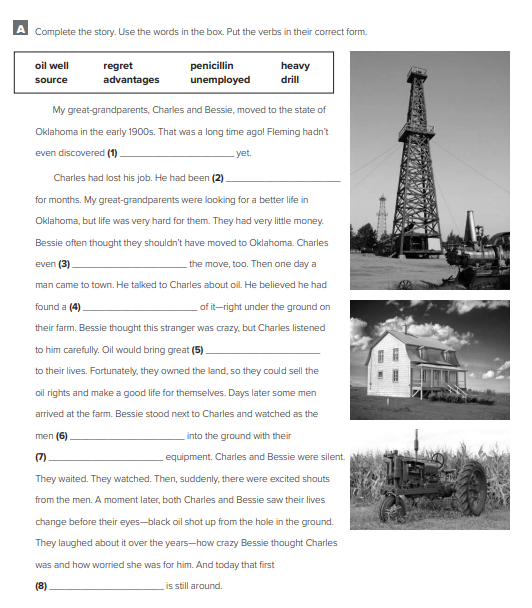 A Complete the story. Use the words in the box. Put the verbs in their correct form.
oil well regret penicillin heavy
source advantages unemployed drill
My great-grandparents, Charles and Bessie, moved to the state of
Oklahoma in the early 1900s. That was a long time ago! Fleming hadn't
even discovered (1) ______________________ yet.
Charles had lost his job. He had been (2) ______________________
for months. My great-grandparents were looking for a better life in
Oklahoma, but life was very hard for them. They had very little money.
Bessie often thought they shouldn't have moved to Oklahoma. Charles
even (3) ______________________ the move, too. Then one day a
man came to town. He talked to Charles about oil. He believed he had
found a (4) ______________________ of it—right under the ground on
their farm. Bessie thought this stranger was crazy, but Charles listened
to him carefully. Oil would bring great (5) ______________________
to their lives. Fortunately, they owned the land, so they could sell the
oil rights and make a good life for themselves. Days later some men
arrived at the farm. Bessie stood next to Charles and watched as the
men (6) ______________________ into the ground with their
(7) ______________________ equipment. Charles and Bessie were silent.
They waited. They watched. Then, suddenly, there were excited shouts
from the men. A moment later, both Charles and Bessie saw their lives
change before their eyes—black oil shot up from the hole in the ground.
They laughed about it over the years—how crazy Bessie thought Charles
was and how worried she was for him. And today that first
(8) ______________________ is still around.